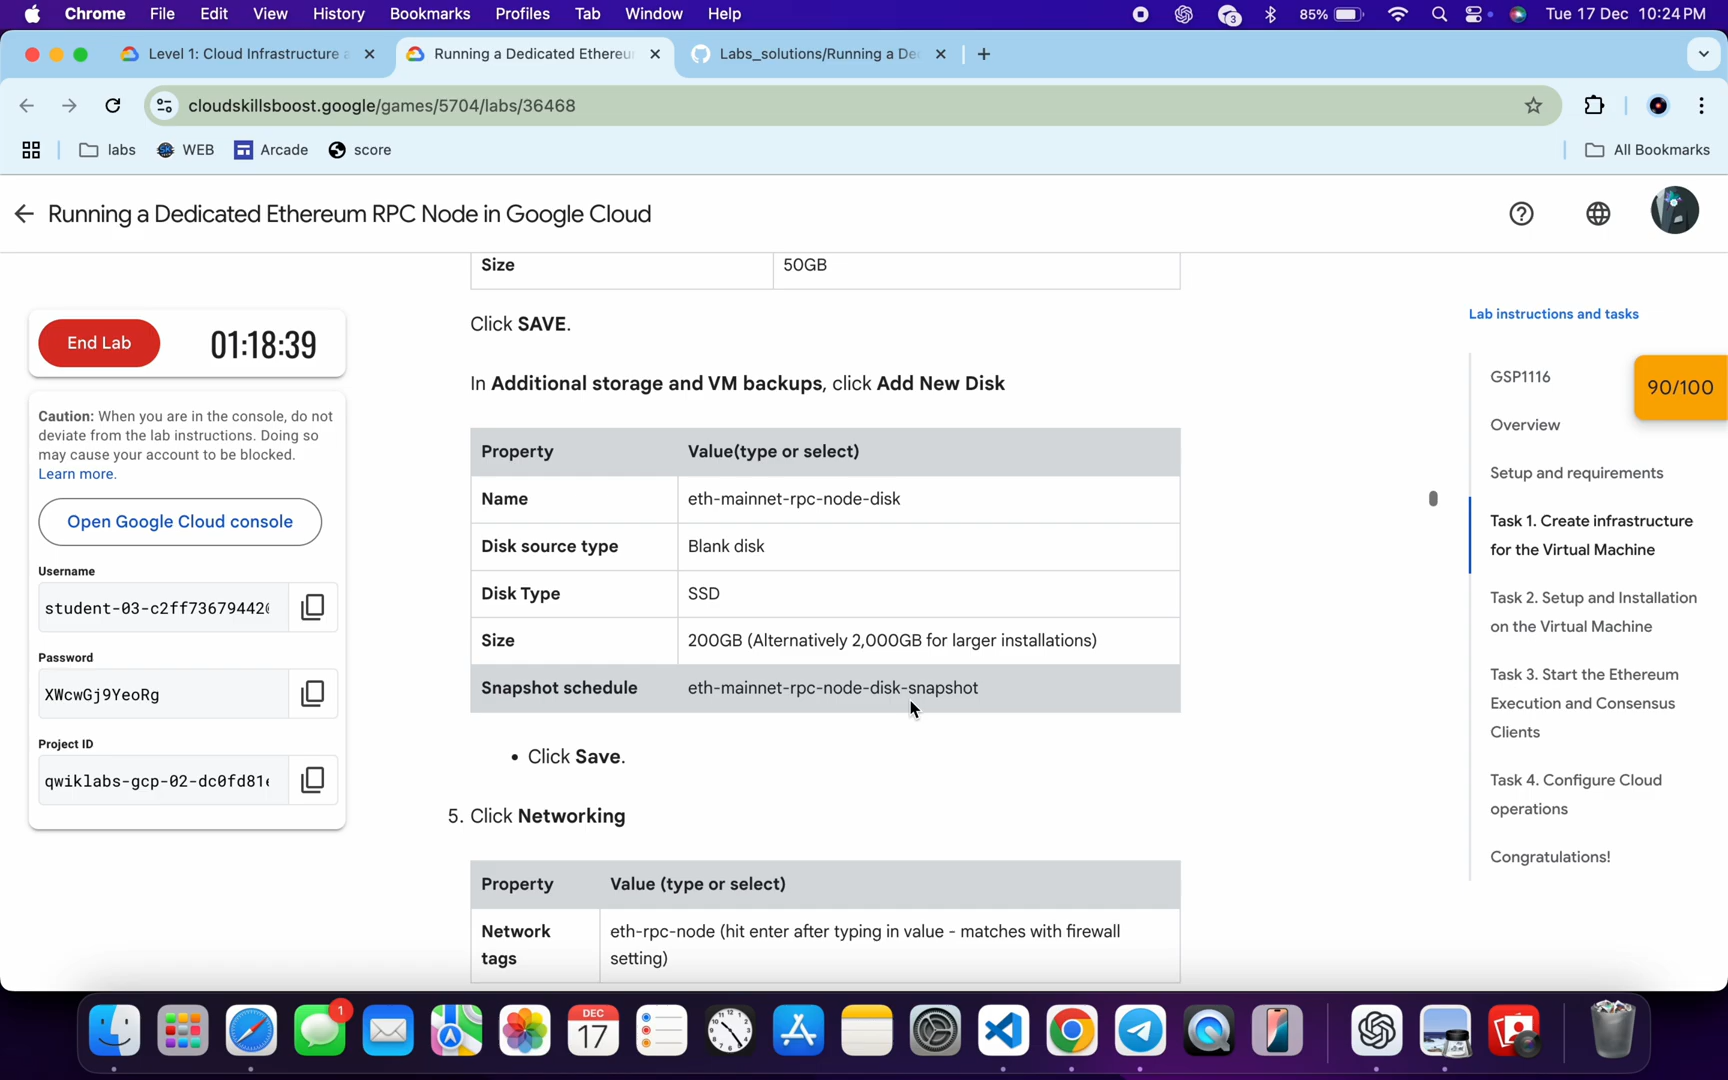 Chrome File Edit View History Bookmarks Profiles Tab Window Help 3 85% Tue 17 Dec 10:24 PM
Level 1: Cloud Infrastructure a Running a Dedicated Ethereu Labs_solutions/Running a De
cloudskillsboost.google/games/5704/labs/36468
labs WEB Arcade score All Bookmarks
Running a Dedicated Ethereum RPC Node in Google Cloud
Size 50GB
End Lab 01:18:39
Caution: When you are in the console, do not
deviate from the lab instructions. Doing so
may cause your account to be blocked.
Learn more.
Open Google Cloud console
Username
student-03-c2ff7367944
Password
XWcwGj9YeoRg
Project ID
qwiklabs-gcp-02-dc0fd81
Click SAVE.
In Additional storage and VM backups, click Add New Disk
Property Value(type or select)
Name eth-mainnet-rpc-node-disk
Disk source type Blank disk
Disk Type SSD
Size 200GB (Alternatively 2,000GB for larger installations)
Snapshot schedule eth-mainnet-rpc-node-disk-snapshot
• Click Save.
5. Click Networking
Property Value (type or select)
Network tags eth-rpc-node (hit enter after typing in value - matches with firewall
setting)
Lab instructions and tasks
GSP1116
90/100
Overview
Setup and requirements
Task 1. Create infrastructure
for the Virtual Machine
Task 2. Setup and Installation
on the Virtual Machine
Task 3. Start the Ethereum
Execution and Consensus
Clients
Task 4. Configure Cloud
operations
Congratulations!
1
DEC
17